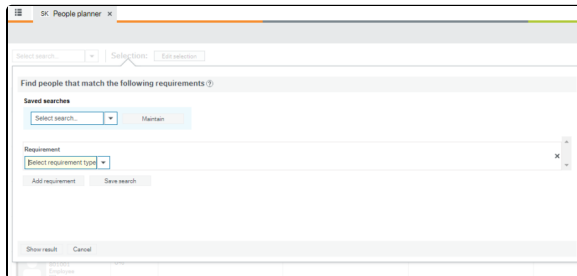 SK People planner ×
Select search... Selection: Edit selection
Find people that match the following requirements ?
Saved searches
Select search... Maintain
Requirement
Select requirement type
×
Add requirement Save search
Show result Cancel
Employee